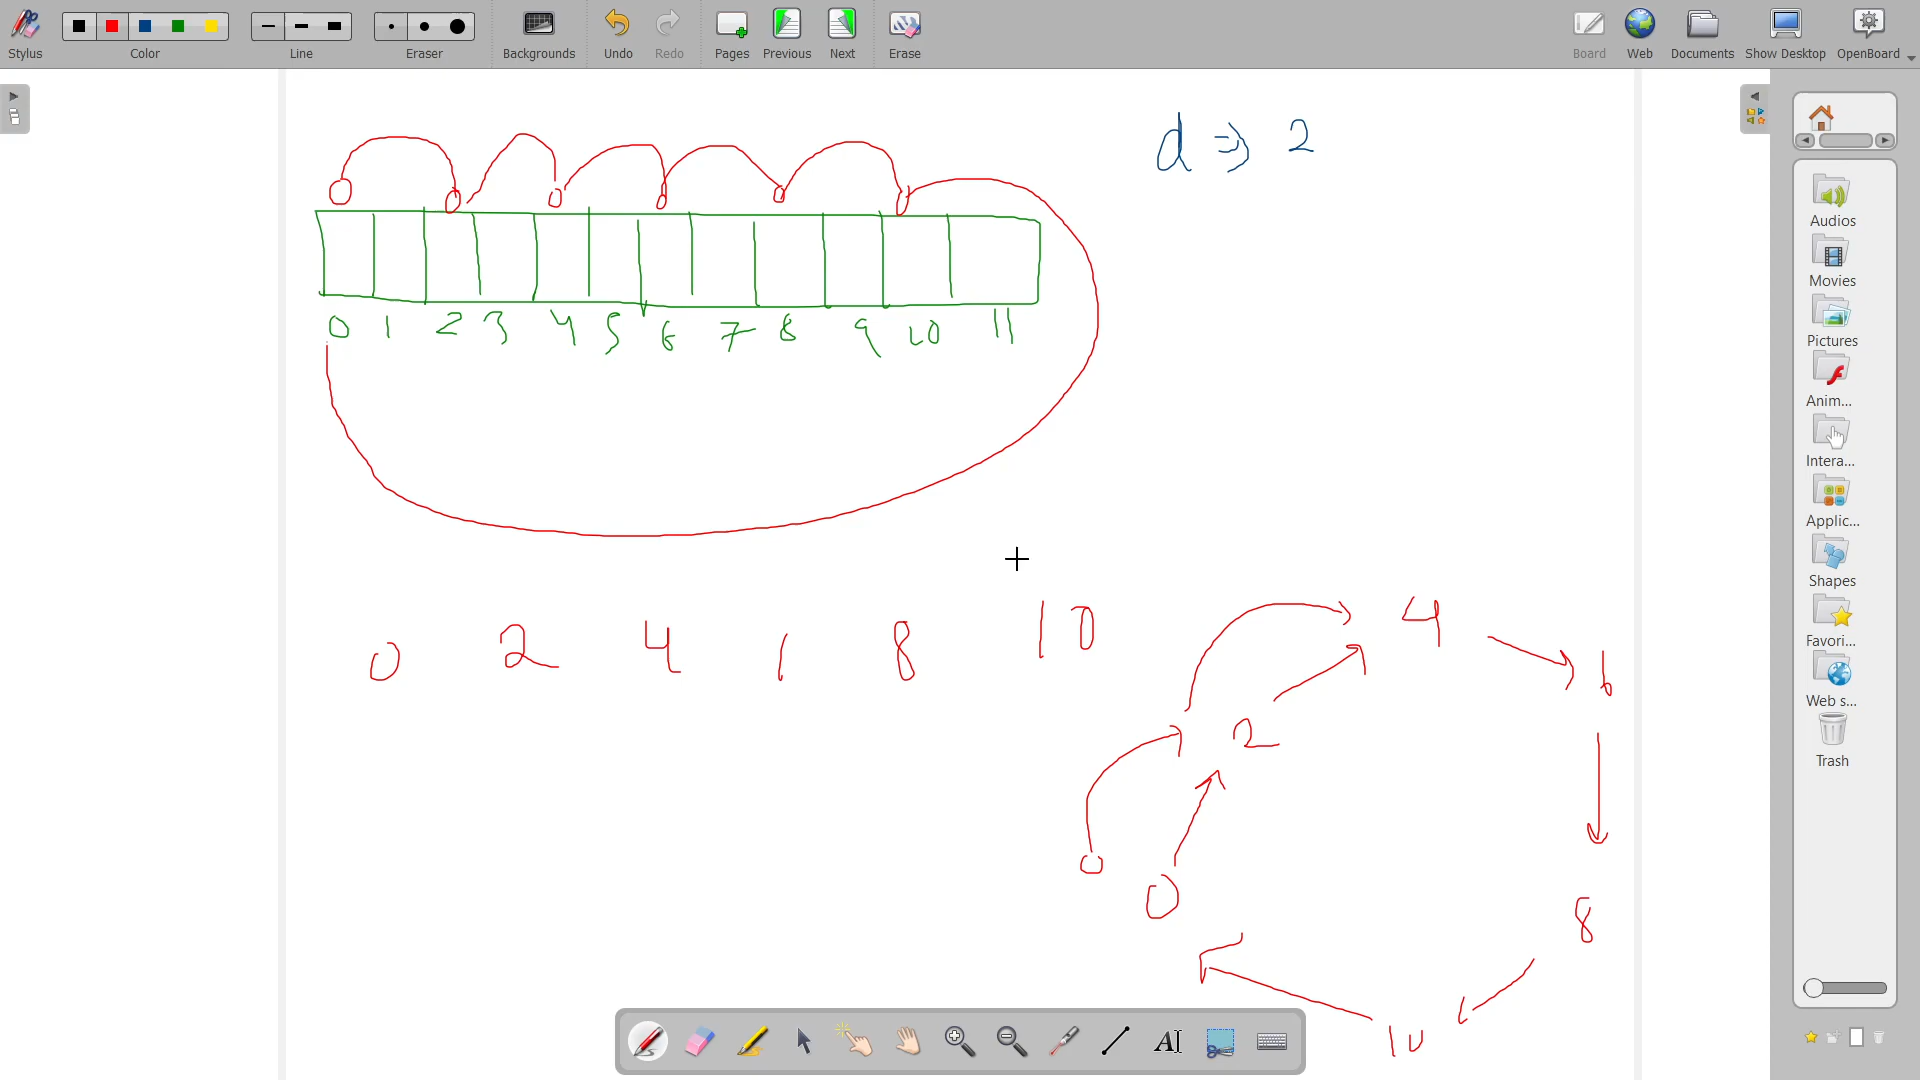 Stylus Color Line Eraser Backgrounds Undo Redo Pages Previous Next Erase Board Web Documents Show Desktop OpenBoard
d ⇒ 2
0 1 2 3 4 5 6 7 8 9 10 11
0 2 4 6 8 10
4
6
2
0
0
8
10
Audios
Movies
Pictures
Anim...
Intera...
Applic...
Shapes
Favori...
Web s...
Trash
AI